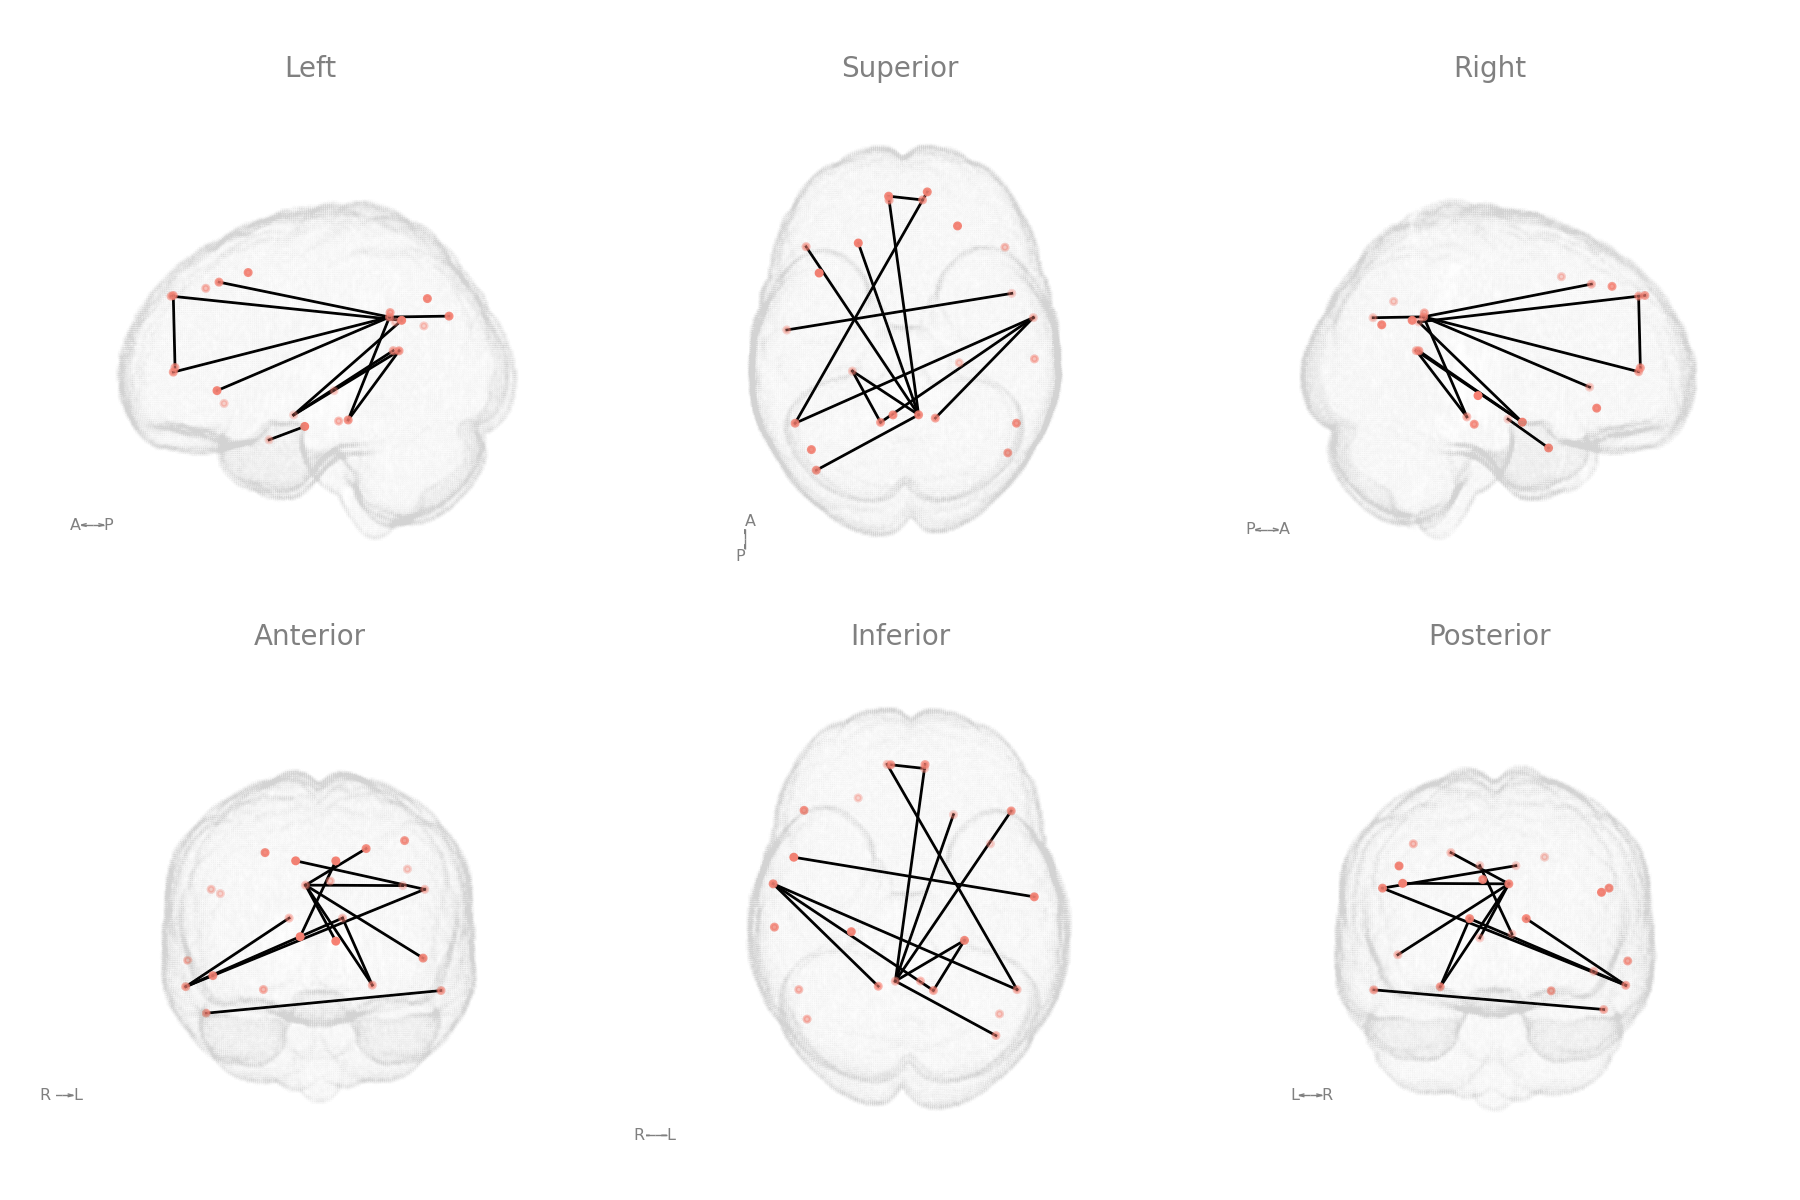 Left
Superior
Right
A P
A
P
P A
Anterior
Inferior
Posterior
R L
R L
L R